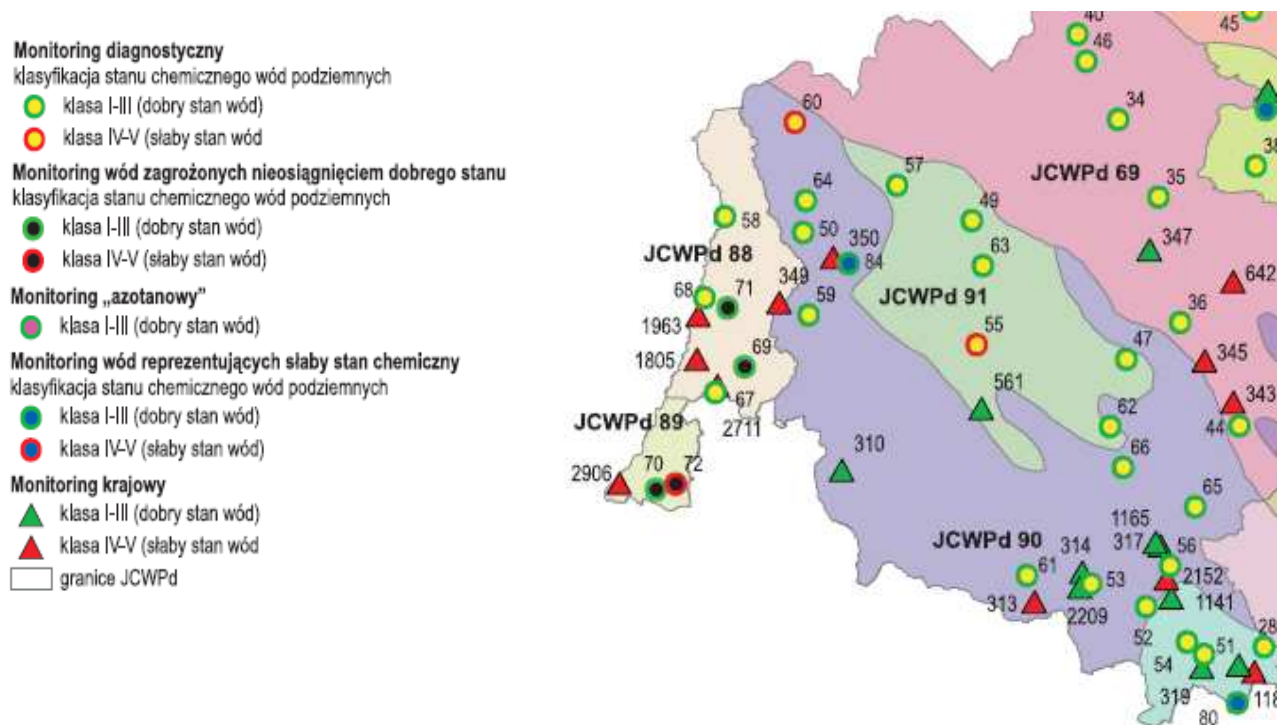 Monitoring diagnostyczny
klasyfikacja stanu chemicznego wód podziemnych
klasa I-III (dobry stan wód)
klasa IV-V (słaby stan wód
Monitoring wód zagrożonych nieosiągnięciem dobrego stanu
klasyfikacja stanu chemicznego wód podziemnych
klasa I-III (dobry stan wód)
klasa IV-V (słaby stan wód)
Monitoring „azotanowy”
klasa I-III (dobry stan wód)
Monitoring wód reprezentujących słaby stan chemiczny
klasyfikacja stanu chemicznego wód podziemnych
klasa I-III (dobry stan wód)
klasa IV-V (słaby stan wód)
Monitoring krajowy
klasa I-III (dobry stan wód)
klasa IV-V (słaby stan wód
granice JCWPd
45
46
60
34
38
57
JCWPd 69
35
64
49
58
50
350
347
JCWPd 88
63
84
642
68
71
349
JCWPd 91
59
36
1963
55
47
1805
69
345
561
67
343
JCWPd 89
2711
62
44
310
66
2906
70
72
65
1165
JCWPd 90
314
317
56
61
53
2152
313
2209
1141
52
28
51
54
319
118
80